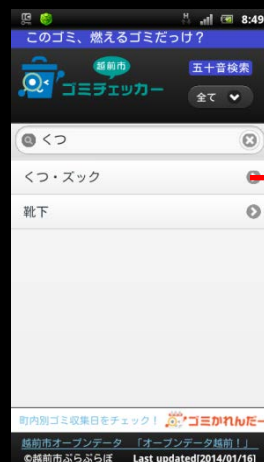 8:49
このゴミ、燃えるゴミだっけ？
越前市
ゴミチェッカー
五十音検索
全て
くつ
くつ・ズック
靴下
町内別ゴミ収集日をチェック！
ゴミかれんだー
越前市オープンデータ 「オープンデータ越前！」
©越前市ぷらぷらぼ Last updated[2014/01/16]